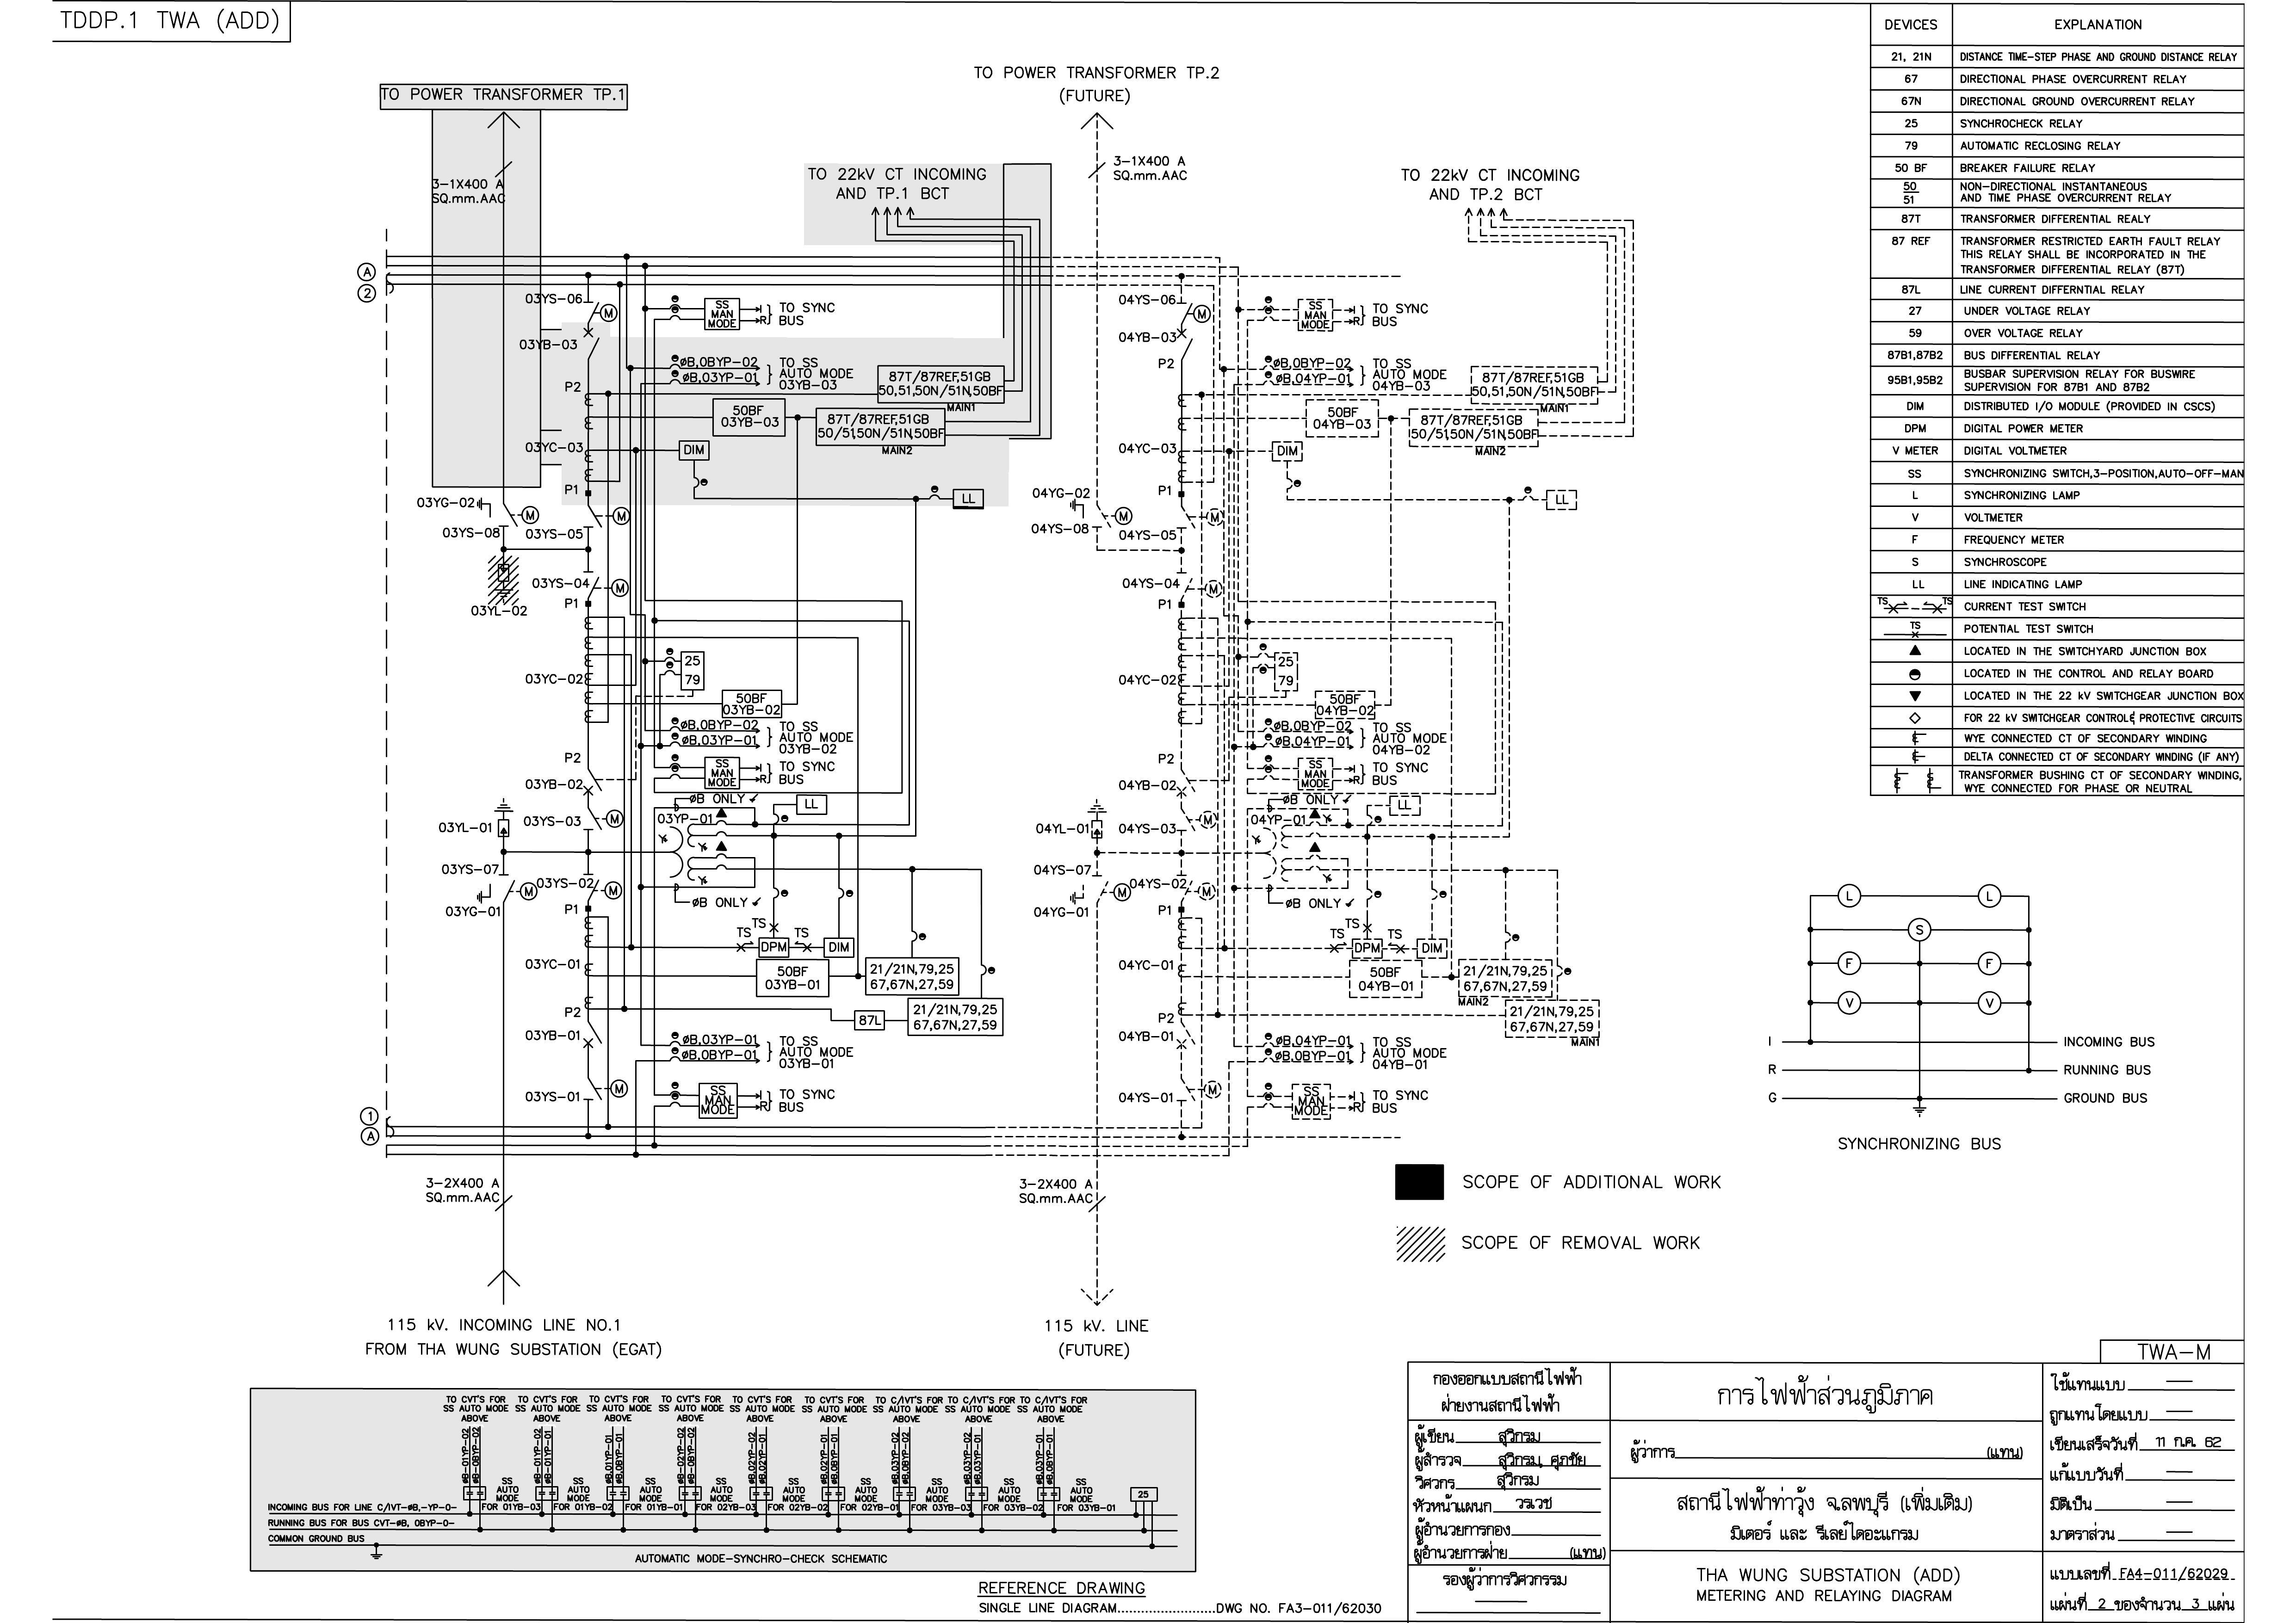 TDDP.1 TWA (ADD)
TO POWER TRANSFORMER TP.1
3-1X400 A
SQ.mm.AAC
TO POWER TRANSFORMER TP.2
(FUTURE)
3-1X400 A
SQ.mm.AAC
TO 22kV CT INCOMING
AND TP.1 BCT
TO 22kV CT INCOMING
AND TP.2 BCT
A
2
03YS-06
M
SS
MAN
MODE
I
R
TO SYNC
BUS
03YB-03
P2
øB,0BYP-02
øB,03YP-01
TO SS
AUTO MODE
03YB-03
87T/87REF,51GB
50,51,50N/51N,50BF
MAIN1
50BF
03YB-03
87T/87REF,51GB
50/51,50N/51N,50BF
MAIN2
03YC-03
DIM
P1
LL
03YG-02
M
M
03YS-08
03YS-05
03YS-04
M
P1
03YL-02
25
79
03YC-02
50BF
03YB-02
øB,0BYP-02
øB,03YP-01
TO SS
AUTO MODE
03YB-02
P2
SS
MAN
MODE
I
R
TO SYNC
BUS
03YB-02
øB ONLY
LL
03YL-01
03YS-03
M
03YP-01
03YS-07
M
03YS-02
M
03YG-01
øB ONLY
P1
TS
TS
TS
DPM
DIM
03YC-01
50BF
03YB-01
21/21N,79,25
67,67N,27,59
P2
87L
21/21N,79,25
67,67N,27,59
03YB-01
øB,03YP-01
øB,0BYP-01
TO SS
AUTO MODE
03YB-01
03YS-01
M
SS
MAN
MODE
I
R
TO SYNC
BUS
1
A
3-2X400 A
SQ.mm.AAC
115 kV. INCOMING LINE NO.1
FROM THA WUNG SUBSTATION (EGAT)
04YS-06
M
SS
MAN
MODE
I
R
TO SYNC
BUS
04YB-03
P2
øB,0BYP-02
øB,04YP-01
TO SS
AUTO MODE
04YB-03
87T/87REF,51GB
50,51,50N/51N,50BF
MAIN1
50BF
04YB-03
87T/87REF,51GB
50/51,50N/51N,50BF
MAIN2
04YC-03
DIM
P1
LL
04YG-02
M
M
04YS-08
04YS-05
04YS-04
M
P1
25
79
04YC-02
50BF
04YB-02
øB,0BYP-02
øB,04YP-01
TO SS
AUTO MODE
04YB-02
P2
SS
MAN
MODE
I
R
TO SYNC
BUS
04YB-02
øB ONLY
LL
04YL-01
04YS-03
M
04YP-01
04YS-07
M
04YS-02
M
04YG-01
øB ONLY
P1
TS
TS
TS
DPM
DIM
04YC-01
50BF
04YB-01
21/21N,79,25
67,67N,27,59
MAIN2
P2
21/21N,79,25
67,67N,27,59
MAIN1
04YB-01
øB,04YP-01
øB,0BYP-01
TO SS
AUTO MODE
04YB-01
04YS-01
M
SS
MAN
MODE
I
R
TO SYNC
BUS
3-2X400 A
SQ.mm.AAC
115 kV. LINE
(FUTURE)
DEVICES EXPLANATION
21, 21N DISTANCE TIME-STEP PHASE AND GROUND DISTANCE RELAY
67 DIRECTIONAL PHASE OVERCURRENT RELAY
67N DIRECTIONAL GROUND OVERCURRENT RELAY
25 SYNCHROCHECK RELAY
79 AUTOMATIC RECLOSING RELAY
50 BF BREAKER FAILURE RELAY
50 NON-DIRECTIONAL INSTANTANEOUS
51 AND TIME PHASE OVERCURRENT RELAY
87T TRANSFORMER DIFFERENTIAL REALY
87 REF TRANSFORMER RESTRICTED EARTH FAULT RELAY
THIS RELAY SHALL BE INCORPORATED IN THE
TRANSFORMER DIFFERENTIAL RELAY (87T)
87L LINE CURRENT DIFFERNTIAL RELAY
27 UNDER VOLTAGE RELAY
59 OVER VOLTAGE RELAY
87B1,87B2 BUS DIFFERENTIAL RELAY
95B1,95B2 BUSBAR SUPERVISION RELAY FOR BUSWIRE
SUPERVISION FOR 87B1 AND 87B2
DIM DISTRIBUTED I/O MODULE (PROVIDED IN CSCS)
DPM DIGITAL POWER METER
V METER DIGITAL VOLTMETER
SS SYNCHRONIZING SWITCH,3-POSITION,AUTO-OFF-MAN
L SYNCHRONIZING LAMP
V VOLTMETER
F FREQUENCY METER
S SYNCHROSCOPE
LL LINE INDICATING LAMP
TS TS CURRENT TEST SWITCH
TS POTENTIAL TEST SWITCH
LOCATED IN THE SWITCHYARD JUNCTION BOX
LOCATED IN THE CONTROL AND RELAY BOARD
LOCATED IN THE 22 kV SWITCHGEAR JUNCTION BOX
FOR 22 kV SWITCHGEAR CONTROL& PROTECTIVE CIRCUITS
WYE CONNECTED CT OF SECONDARY WINDING
DELTA CONNECTED CT OF SECONDARY WINDING (IF ANY)
TRANSFORMER BUSHING CT OF SECONDARY WINDING,
WYE CONNECTED FOR PHASE OR NEUTRAL
L L
S
F F
V V
I INCOMING BUS
R RUNNING BUS
G GROUND BUS
SYNCHRONIZING BUS
SCOPE OF ADDITIONAL WORK
SCOPE OF REMOVAL WORK
TO CVT'S FOR TO CVT'S FOR TO CVT'S FOR TO CVT'S FOR TO CVT'S FOR TO CVT'S FOR TO C/IVT'S FOR TO C/IVT'S FOR TO C/IVT'S FOR
SS AUTO MODE SS AUTO MODE SS AUTO MODE SS AUTO MODE SS AUTO MODE SS AUTO MODE SS AUTO MODE SS AUTO MODE SS AUTO MODE
ABOVE ABOVE ABOVE ABOVE ABOVE ABOVE ABOVE ABOVE ABOVE
øB-01YP-02 øB-0BYP-02 øB-01YP-02 øB-01YP-01 øB,01YP-01 øB,0BYP-01 øB-02YP-02 øB-0BYP-02 øB,02YP-02 øB,02YP-01 øB,02YP-01 øB,0BYP-01 øB,03YP-01 øB,0BYP-02 øB,03YP-01 øB,0BYP-02 øB,03YP-01 øB,0BYP-01
SS SS SS SS SS SS SS SS SS
AUTO AUTO AUTO AUTO AUTO AUTO AUTO AUTO AUTO
MODE MODE MODE MODE MODE MODE MODE MODE MODE
25
INCOMING BUS FOR LINE C/IVT-øB,-YP-0- FOR 01YB-03 FOR 01YB-02 FOR 01YB-01 FOR 02YB-03 FOR 02YB-02 FOR 02YB-01 FOR 03YB-03 FOR 03YB-02 FOR 03YB-01
RUNNING BUS FOR BUS CVT-øB, 0BYP-0-
COMMON GROUND BUS
AUTOMATIC MODE-SYNCHRO-CHECK SCHEMATIC
REFERENCE DRAWING
SINGLE LINE DIAGRAM.........................DWG NO. FA3-011/62030
TWA-M
กองออกแบบสถานีไฟฟ้า
ฝ่ายงานสถานีไฟฟ้า
ผู้เขียน สุวิกรม
ผู้สำรวจ สุวิกรม, ศุภชัย
วิศวกร สุวิกรม
หัวหน้าแผนก วรเวช
ผู้อำนวยการกอง
ผู้อำนวยการฝ่าย (แทน)
รองผู้ว่าการวิศวกรรม
การไฟฟ้าส่วนภูมิภาค
ผู้ว่าการ (แทน)
สถานีไฟฟ้าท่าวุ้ง จ.ลพบุรี (เพิ่มเติม)
มิเตอร์ และ รีเลย์ไดอะแกรม
THA WUNG SUBSTATION (ADD)
METERING AND RELAYING DIAGRAM
ใช้แทนแบบ
ถูกแทนโดยแบบ
เขียนเสร็จวันที่ 11 ก.ค. 62
แก้แบบวันที่
มิติเป็น
มาตราส่วน
แบบเลขที่ FA4-011/62029
แผ่นที่ 2 ของจำนวน 3 แผ่น